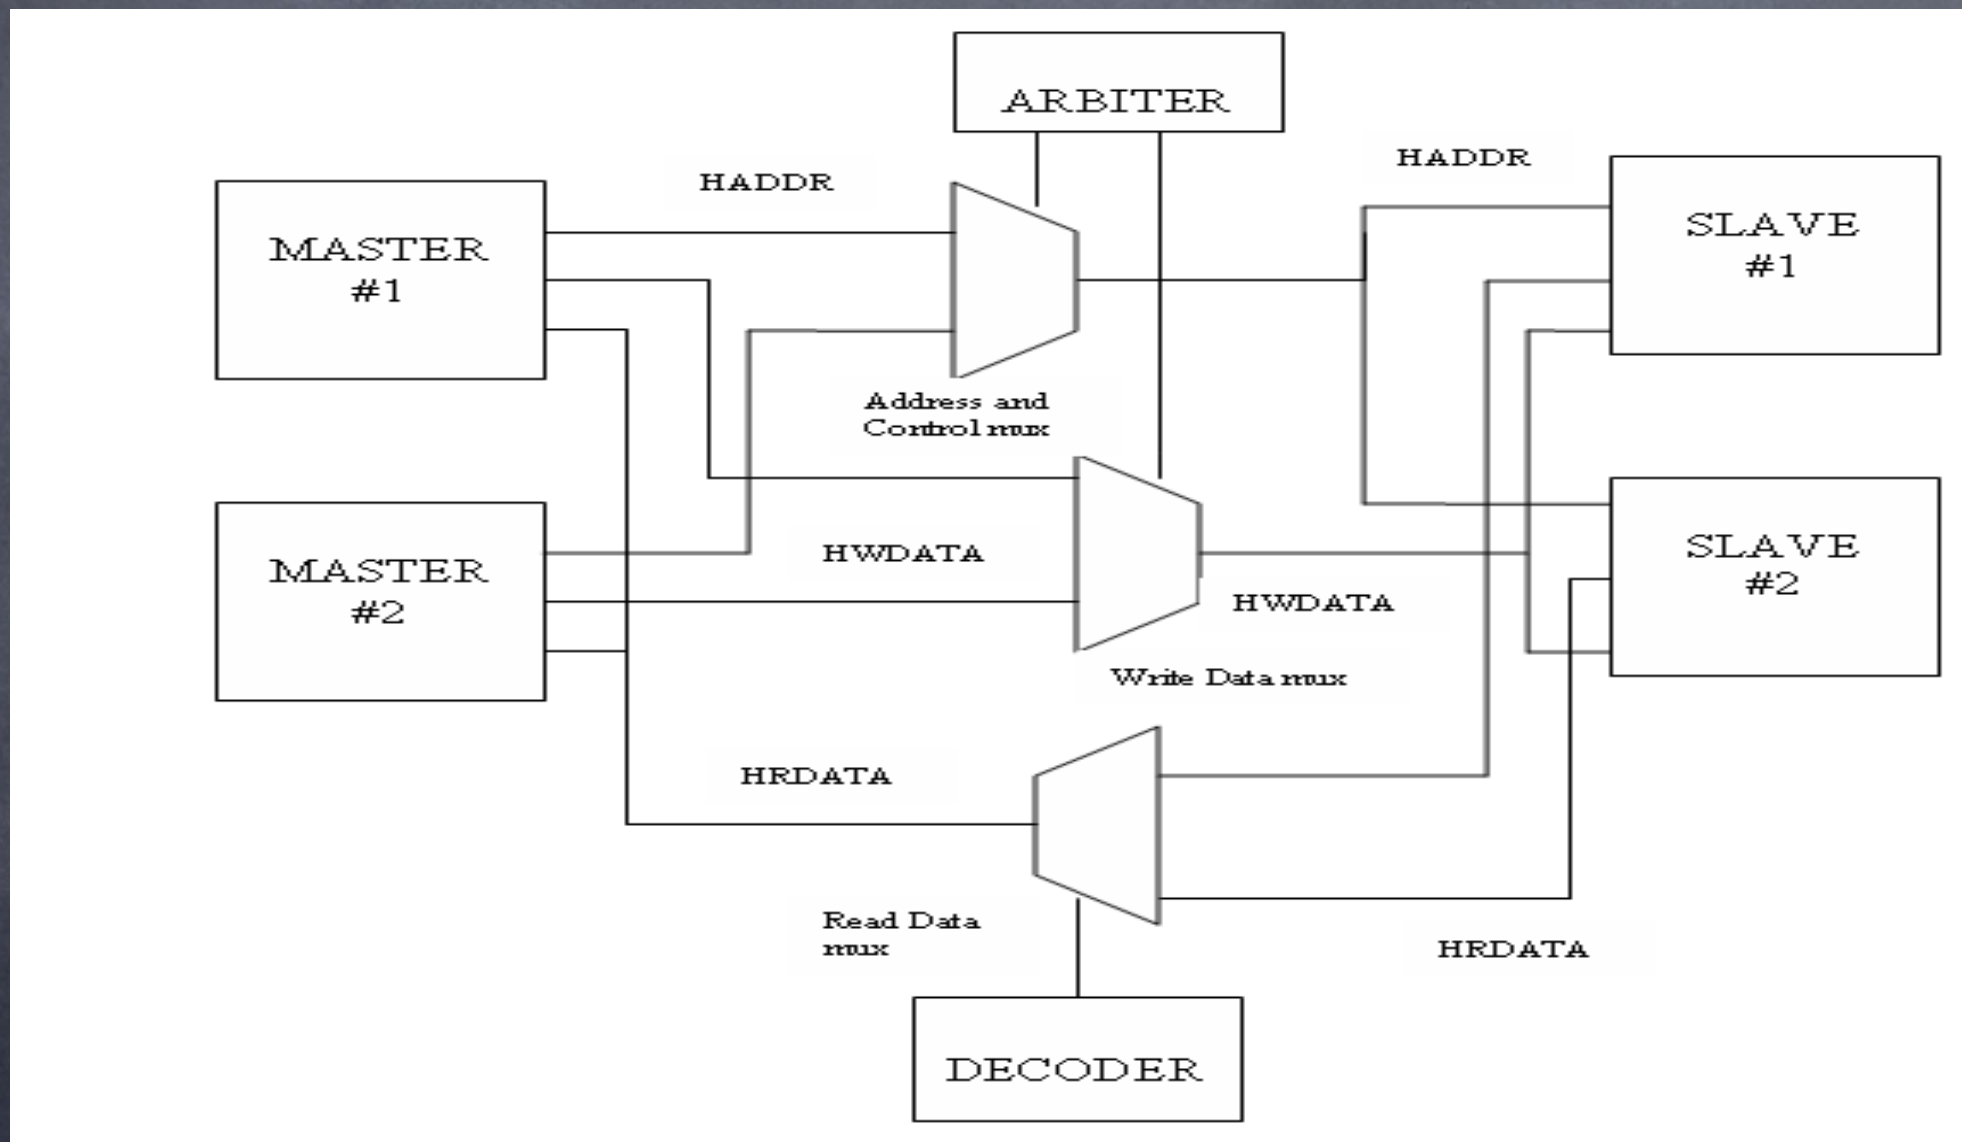 ARBITER
HADDR
HADDR
MASTER
#1
SLAVE
#1
Address and
Control mux
MASTER
#2
HWDATA
HWDATA
SLAVE
#2
Write Data mux
HRDATA
Read Data
mux
HRDATA
DECODER